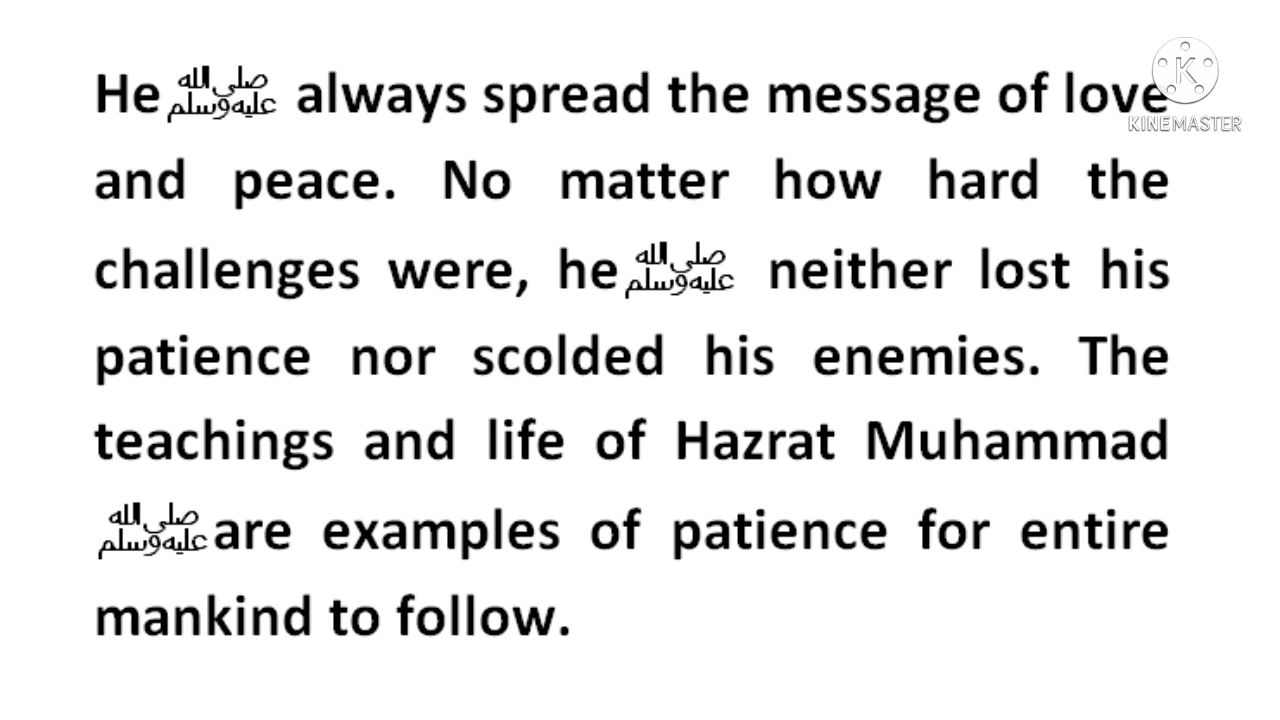 He ﷺ always spread the message of love
and peace. No matter how hard the
challenges were, he ﷺ neither lost his
patience nor scolded his enemies. The
teachings and life of Hazrat Muhammad
ﷺ are examples of patience for entire
mankind to follow.
K
KINEMASTER